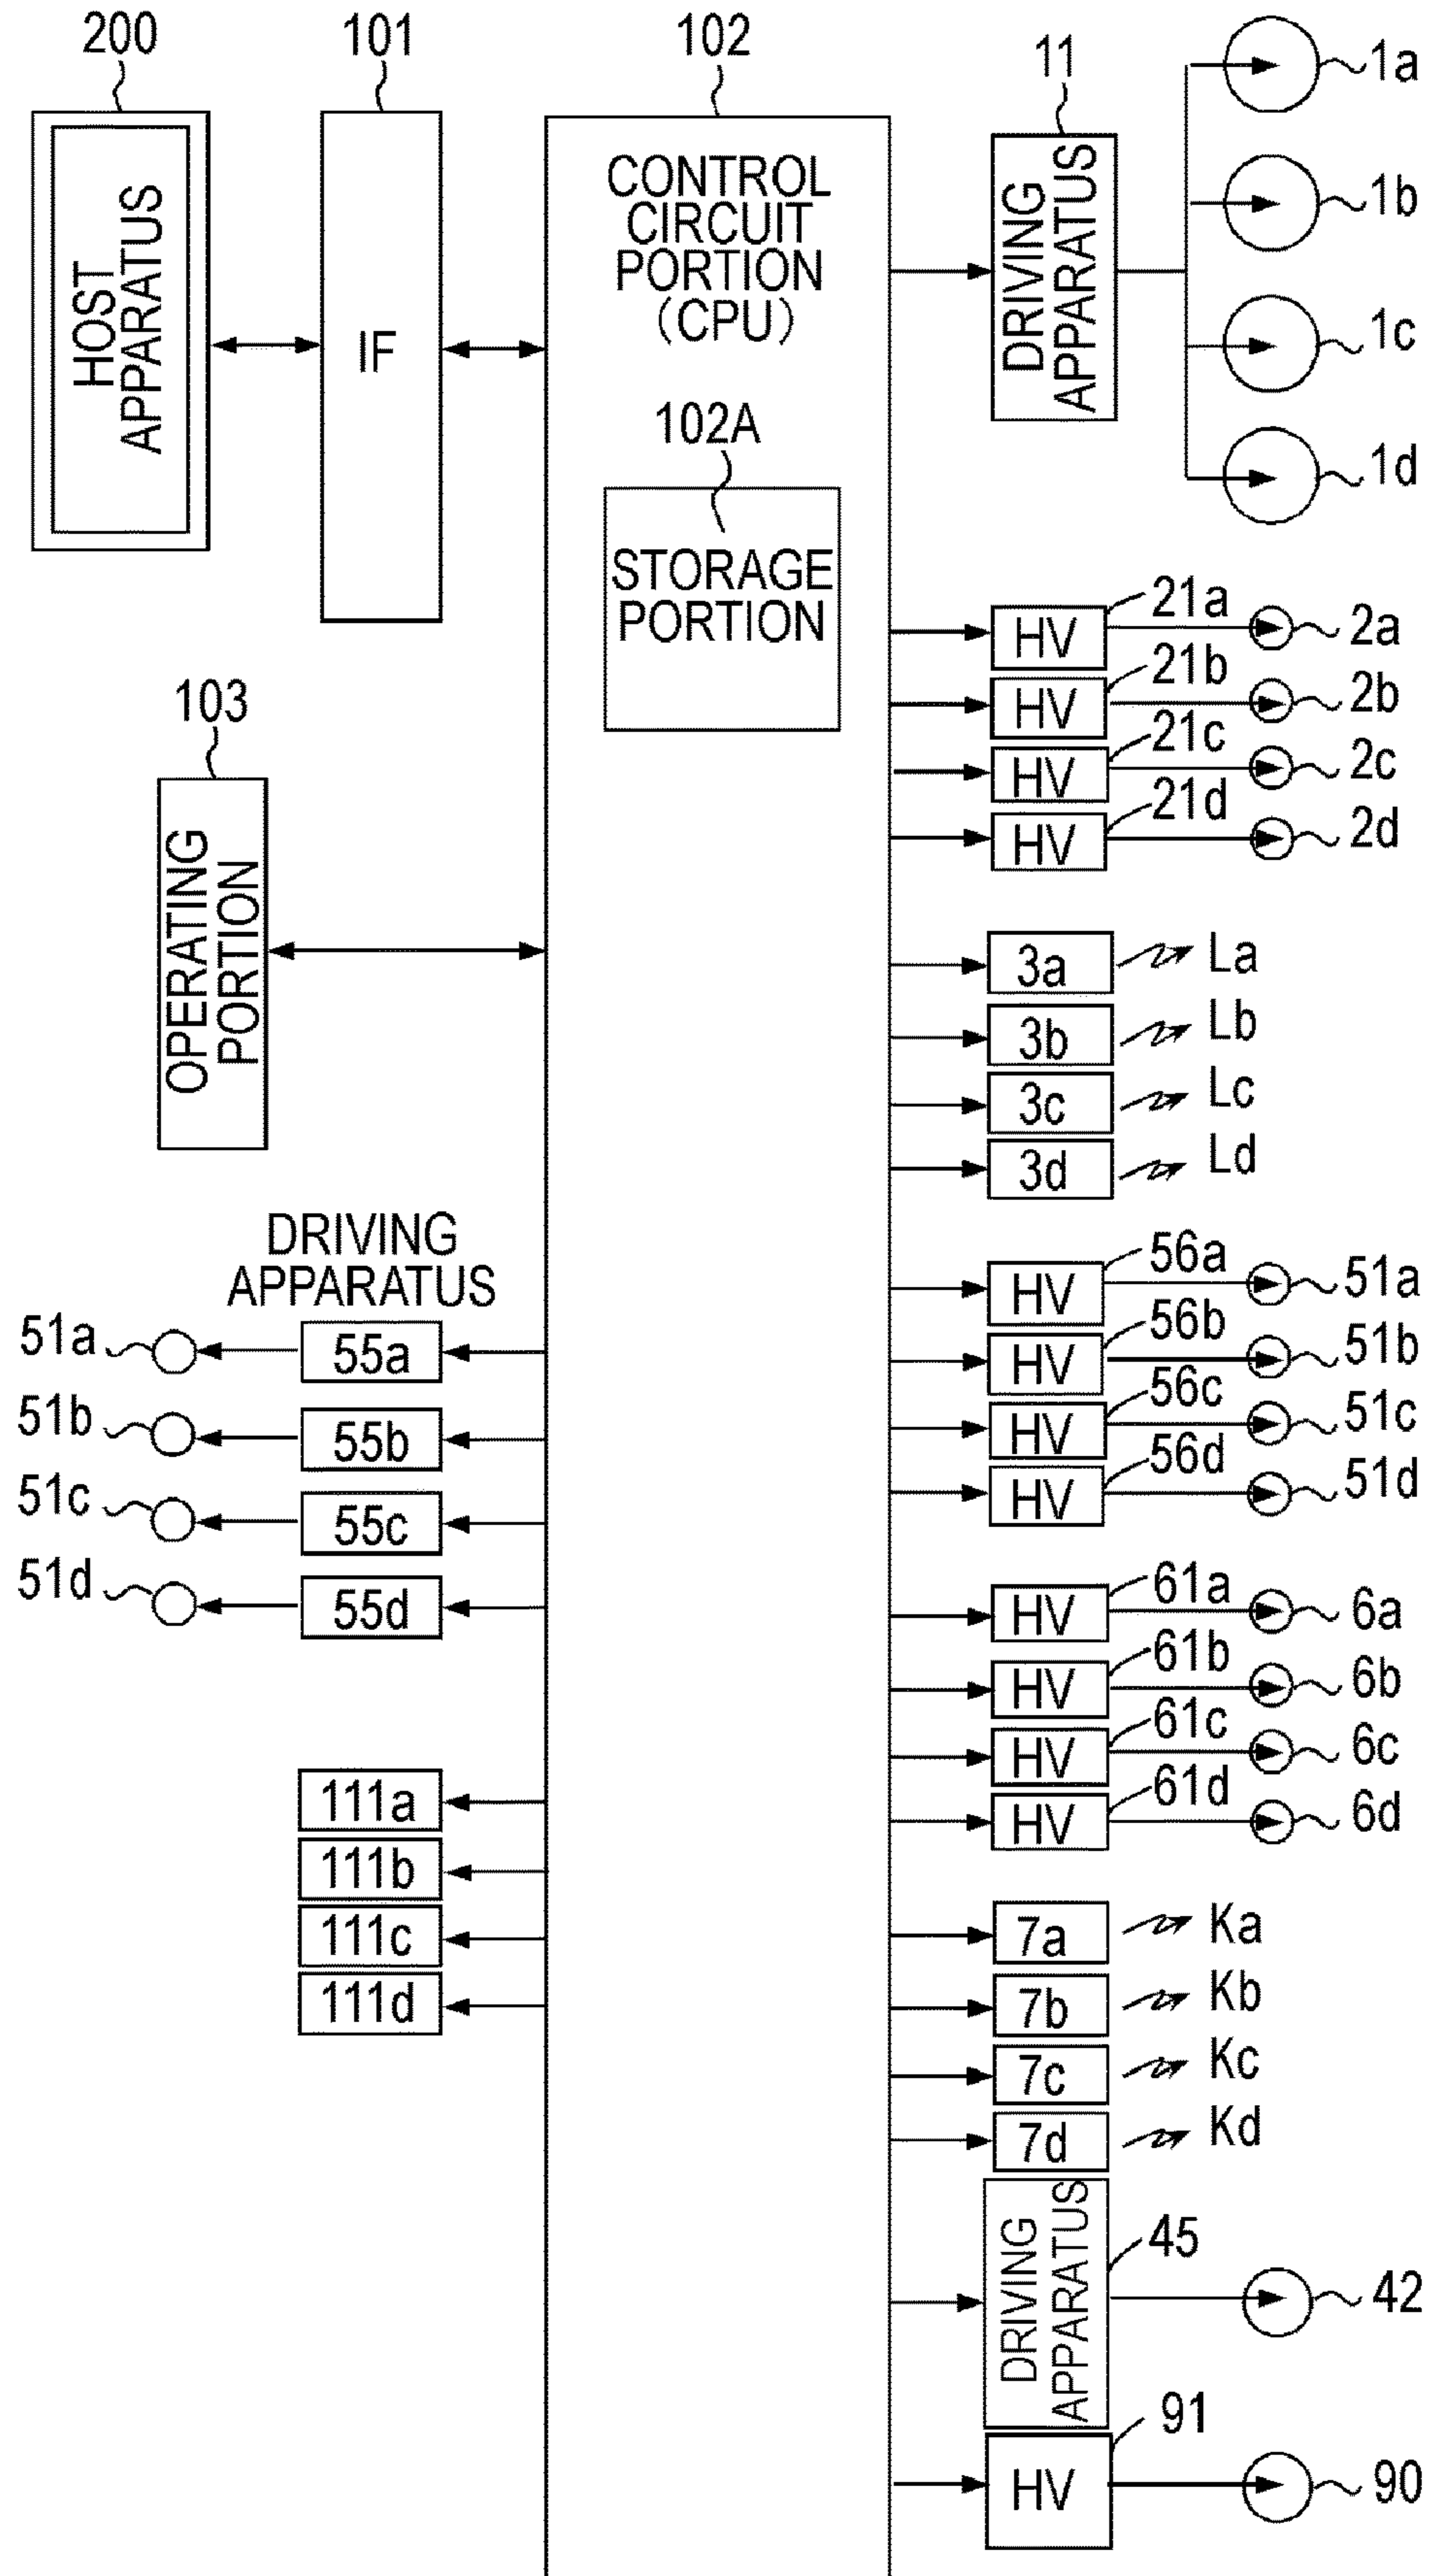 200
101
102
11
1a
1b
1c
1d
HOST
APPARATUS
IF
CONTROL
CIRCUIT
PORTION
(CPU)
DRIVING
APPARATUS
102A
STORAGE
PORTION
HV
21a
2a
HV
21b
2b
HV
21c
2c
HV
21d
2d
103
OPERATING
PORTION
3a
La
3b
Lb
3c
Lc
3d
Ld
DRIVING
APPARATUS
51a
55a
51b
55b
51c
55c
51d
55d
HV
56a
51a
HV
56b
51b
HV
56c
51c
HV
56d
51d
HV
61a
6a
HV
61b
6b
HV
61c
6c
HV
61d
6d
111a
111b
111c
111d
7a
Ka
7b
Kb
7c
Kc
7d
Kd
DRIVING
APPARATUS
45
42
HV
91
90